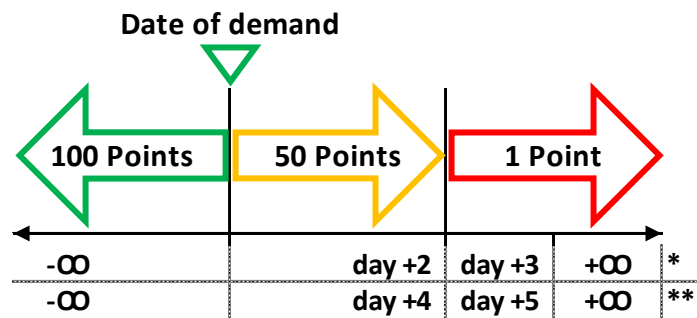 Date of demand
100 Points 50 Points 1 Point
-∞ day +2 day +3 +∞ *
-∞ day +4 day +5 +∞ **